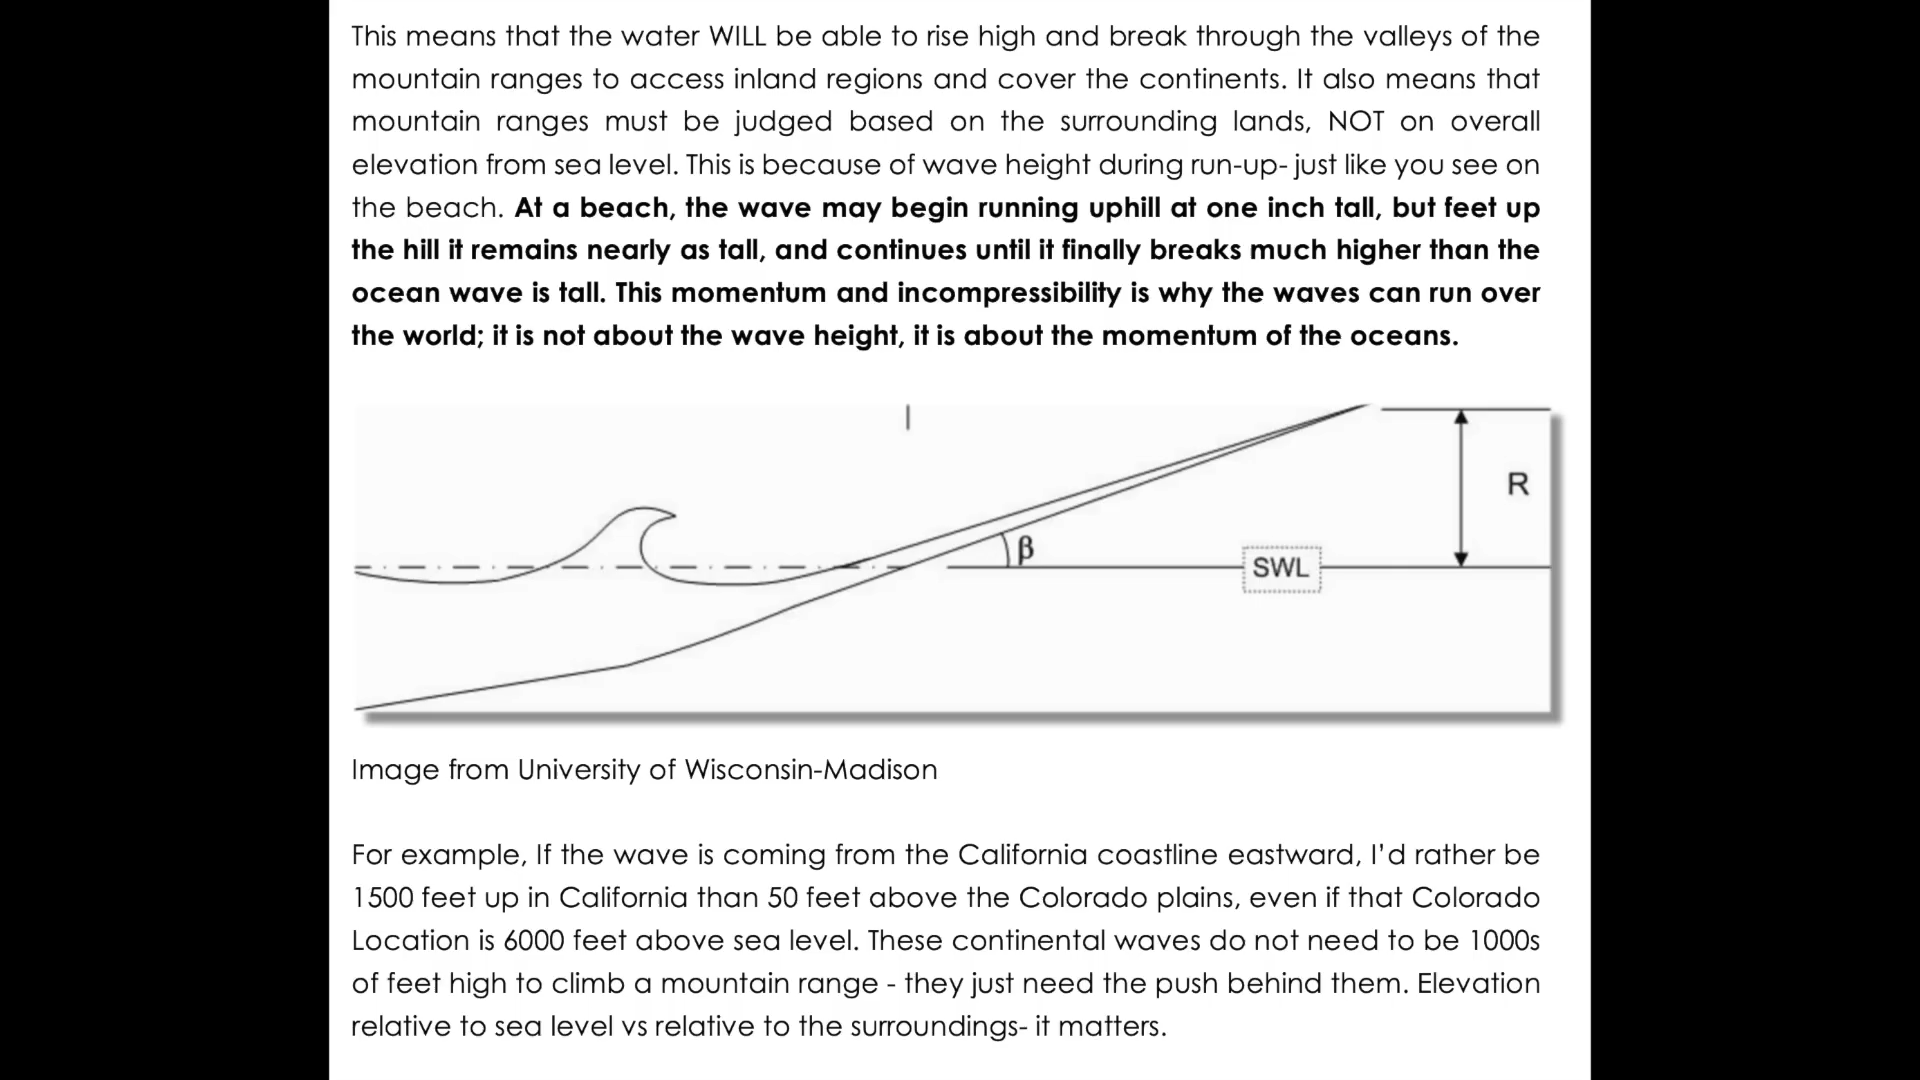 This means that the water WILL be able to rise high and break through the valleys of the
mountain ranges to access inland regions and cover the continents. It also means that
mountain ranges must be judged based on the surrounding lands, NOT on overall
elevation from sea level. This is because of wave height during run-up- just like you see on
the beach. At a beach, the wave may begin running uphill at one inch tall, but feet up
the hill it remains nearly as tall, and continues until it finally breaks much higher than the
ocean wave is tall. This momentum and incompressibility is why the waves can run over
the world; it is not about the wave height, it is about the momentum of the oceans.
R
β
SWL
Image from University of Wisconsin-Madison
For example, If the wave is coming from the California coastline eastward, I'd rather be
1500 feet up in California than 50 feet above the Colorado plains, even if that Colorado
Location is 6000 feet above sea level. These continental waves do not need to be 1000s
of feet high to climb a mountain range - they just need the push behind them. Elevation
relative to sea level vs relative to the surroundings- it matters.